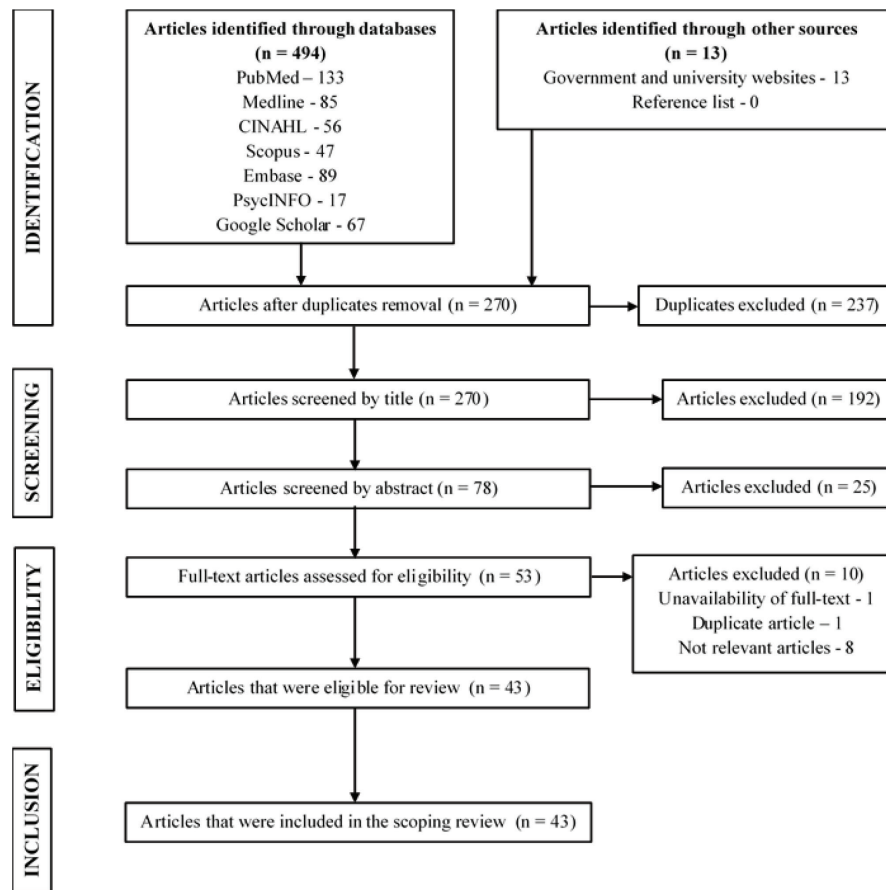 IDENTIFICATION
Articles identified through databases
(n = 494)
PubMed – 133
Medline - 85
CINAHL - 56
Scopus - 47
Embase - 89
PsycINFO - 17
Google Scholar - 67
Articles identified through other sources
(n = 13)
Government and university websites - 13
Reference list - 0
Articles after duplicates removal (n = 270)
Duplicates excluded (n = 237)
SCREENING
Articles screened by title (n = 270)
Articles excluded (n = 192)
Articles screened by abstract (n = 78)
Articles excluded (n = 25)
ELIGIBILITY
Full-text articles assessed for eligibility (n = 53)
Articles excluded (n = 10)
Unavailability of full-text - 1
Duplicate article – 1
Not relevant articles - 8
Articles that were eligible for review (n = 43)
INCLUSION
Articles that were included in the scoping review (n = 43)